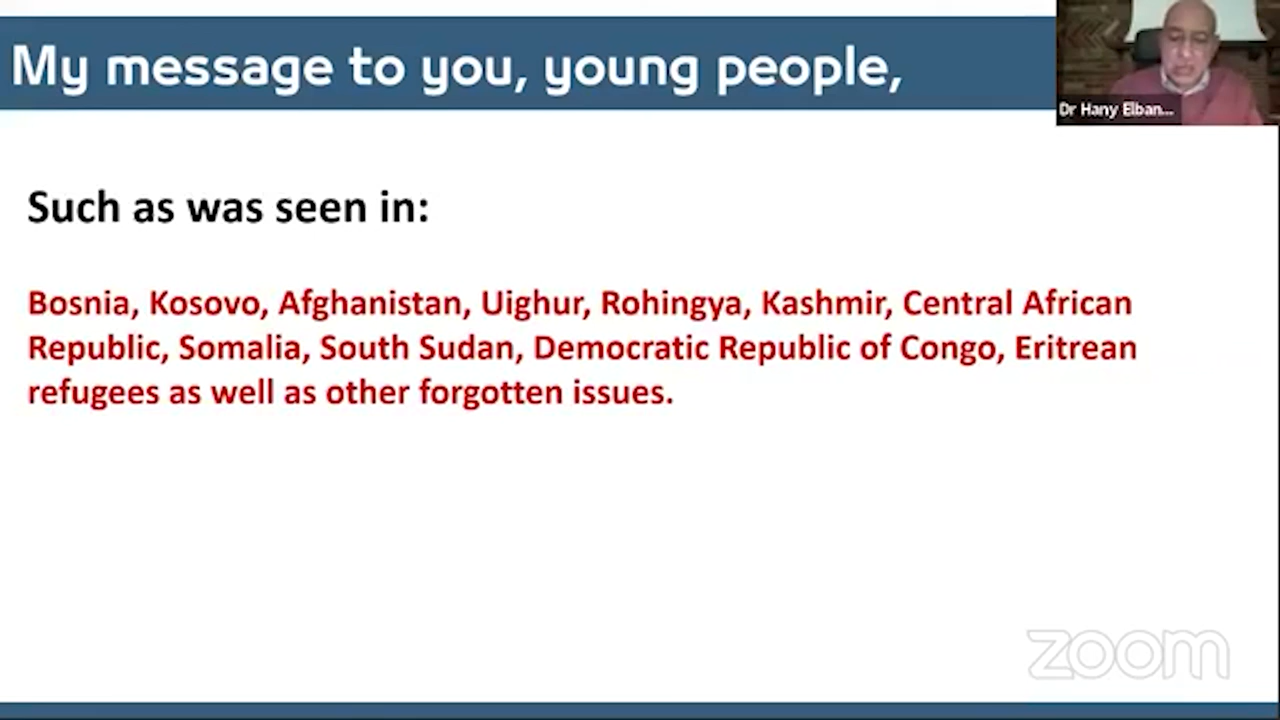 My message to you, young people,
Dr Hany Elban...
Such as was seen in:
Bosnia, Kosovo, Afghanistan, Uighur, Rohingya, Kashmir, Central African
Republic, Somalia, South Sudan, Democratic Republic of Congo, Eritrean
refugees as well as other forgotten issues.
zoom